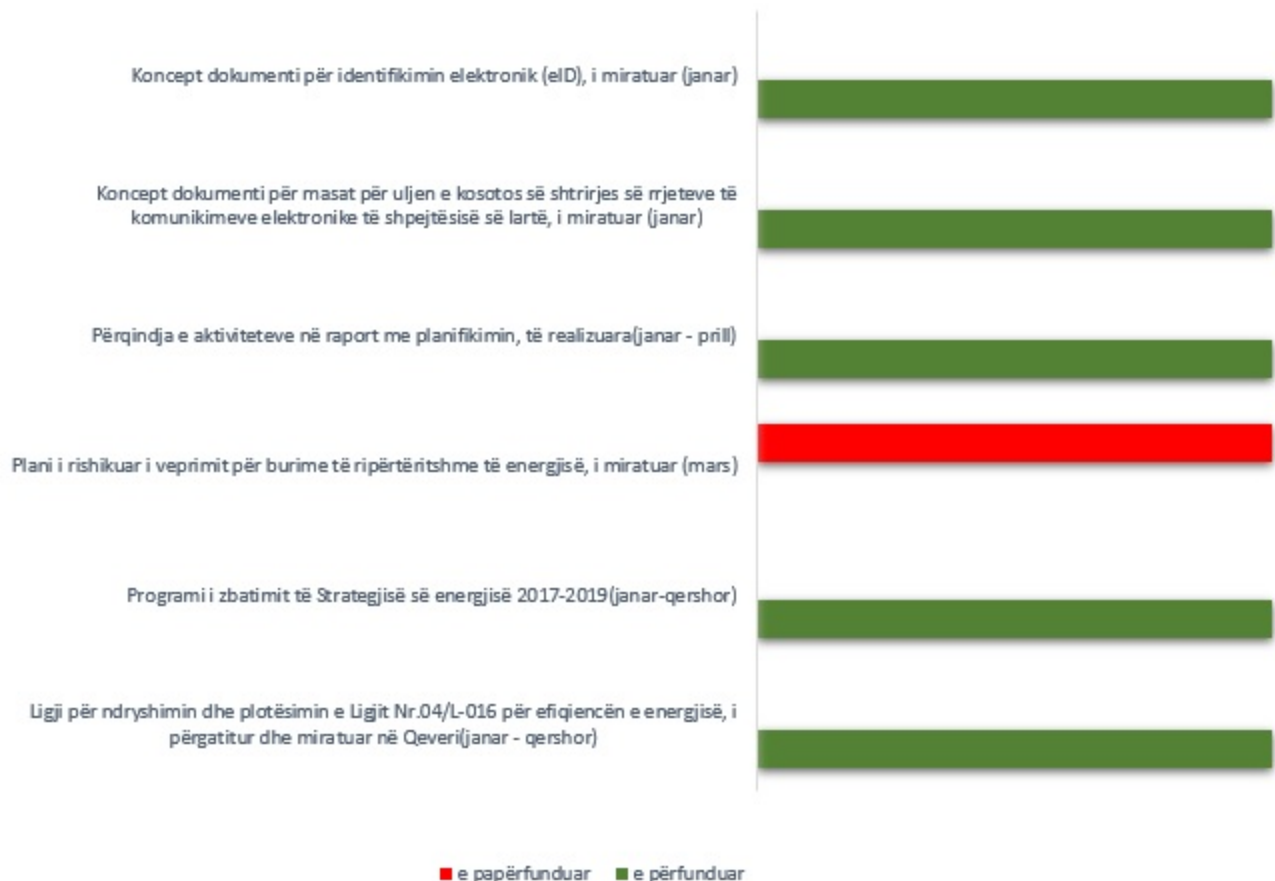 Koncept dokumenti për identifikimin elektronik (eID), i miratuar (janar)
Koncept dokumenti për masat për uljen e kosotos së shtrirjes së rrjeteve të
komunikimeve elektronike të shpejtësisë së lartë, i miratuar (janar)
Përqindja e aktiviteteve në raport me planifikimin, të realizuara(janar - prill)
Plani i rishikuar i veprimit për burime të ripërtëritshme të energjisë, i miratuar (mars)
Programi i zbatimit të Strategjisë së energjisë 2017-2019(janar-qershor)
Ligji për ndryshimin dhe plotësimin e Ligjit Nr.04/L-016 për efiqiencën e energjisë, i
përgatitur dhe miratuar në Qeveri(janar - qershor)
e papërfunduar e përfunduar